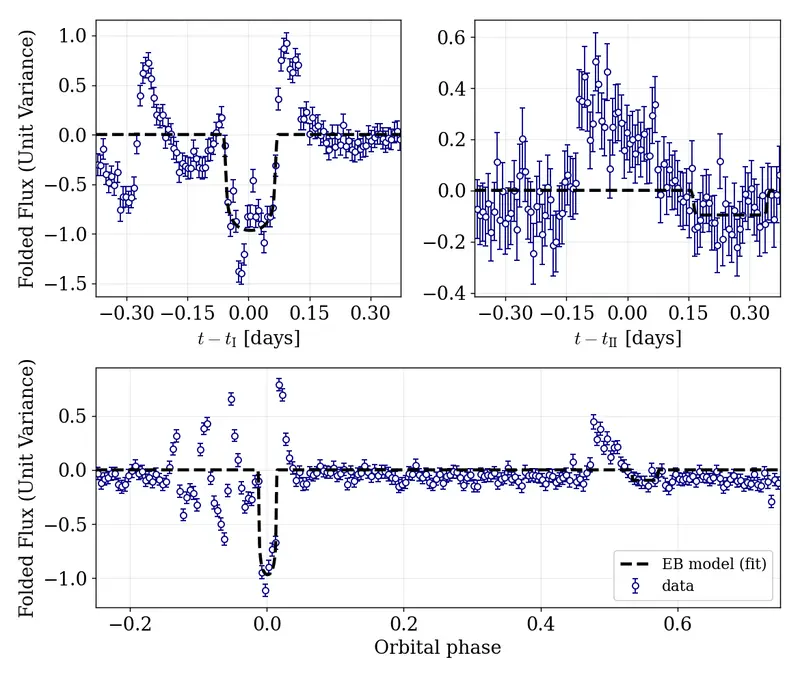 Folded Flux (Unit Variance)
1.0
0.5
0.0
−0.5
−1.0
−1.5
−0.30 −0.15 0.00 0.15 0.30
t − t_I [days]
0.6
0.4
0.2
0.0
−0.2
−0.4
−0.30 −0.15 0.00 0.15 0.30
t − t_II [days]
Folded Flux (Unit Variance)
0.5
0.0
−0.5
−1.0
−0.2 0.0 0.2 0.4 0.6
Orbital phase
EB model (fit)
data